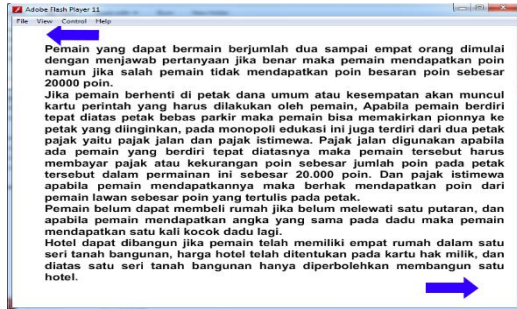 Adobe Flash Player 11
File View Control Help
Pemain yang dapat bermain berjumlah dua sampai empat orang dimulai
dengan menjawab pertanyaan jika benar maka pemain mendapatkan poin
namun jika salah pemain tidak mendapatkan poin besaran poin sebesar
20000 poin.
Jika pemain berhenti di petak dana umum atau kesempatan akan muncul
kartu perintah yang harus dilakukan oleh pemain, Apabila pemain berdiri
tepat diatas petak bebas parkir maka pemain bisa memakirkan pionnya ke
petak yang diinginkan, pada monopoli edukasi ini juga terdiri dari dua petak
pajak yaitu pajak jalan dan pajak istimewa. Pajak jalan digunakan apabila
ada pemin yang berdiri tepat diatasnya maka pemain tersebut harus
membayar pajak atau kekurangan poin sebesar jumlah poin pada petak
tersebut dalam permainan ini sebesar 20.000 poin. Dan pajak istimewa
apabila pemain mendapatkannya maka berhak mendapatkan poin dari
pemain lawan sebesar poin yang tertulis pada petak.
Pemain belum dapat membeli rumah jika belum melewati satu putaran, dan
apabila pemain mendapatkan angka yang sama pada dadu maka pemain
mendapatkan satu kali kocok dadu lagi.
Hotel dapat dibangun jika pemain telah memiliki empat rumah dalam satu
seri tanah bangunan, harga hotel telah ditentukan pada kartu hak milik, dan
diatas satu seri tanah bangunan hanya diperbolehkan membangun satu
hotel.